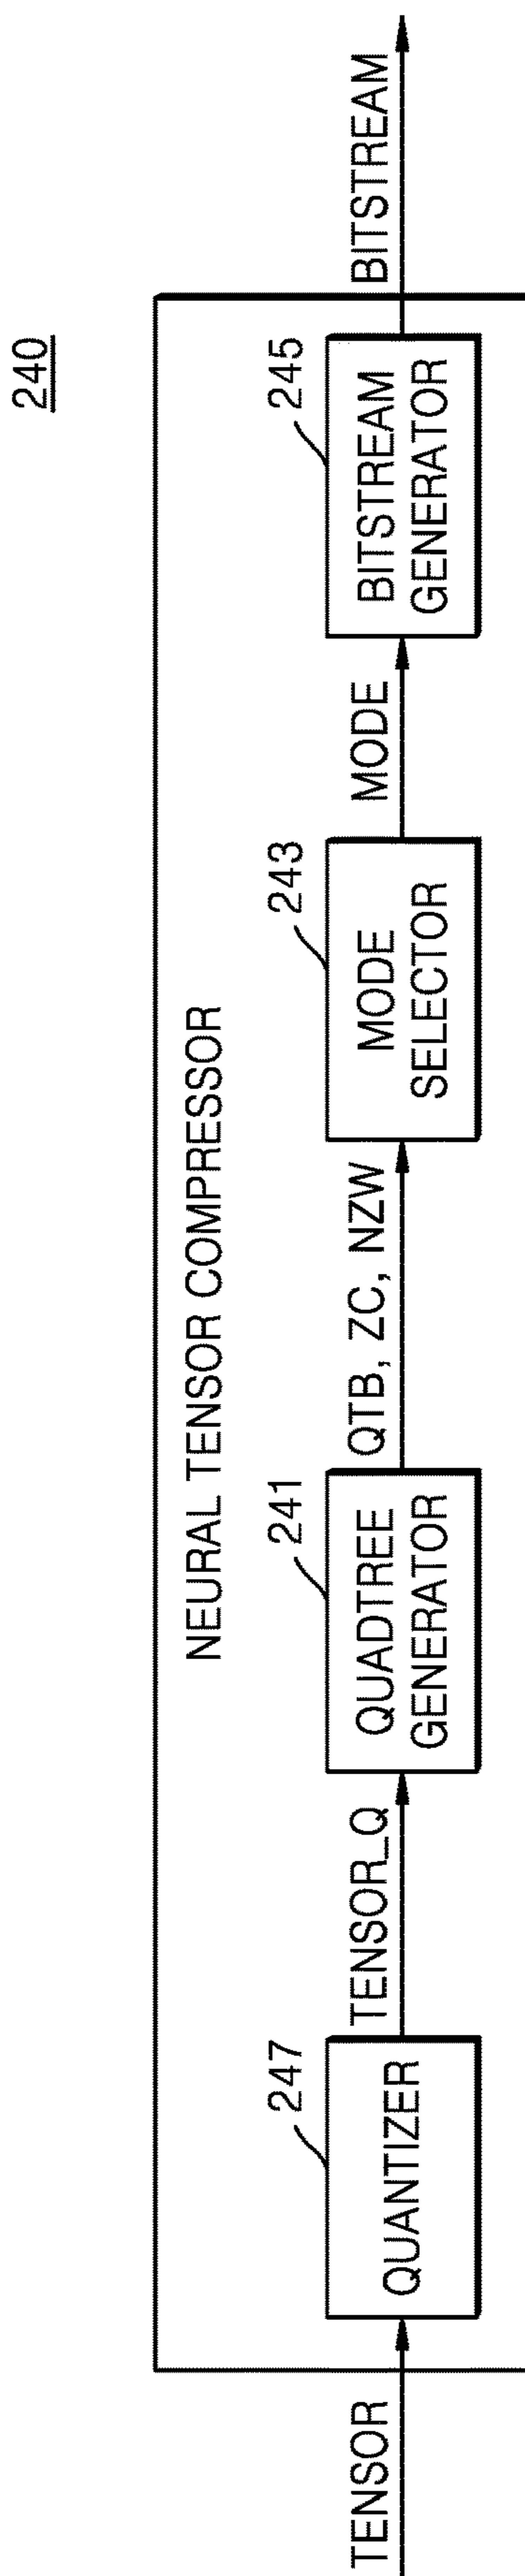 240
NEURAL TENSOR COMPRESSOR
TENSOR
247
QUANTIZER
TENSOR_Q
241
QUADTREE
GENERATOR
QTB, ZC, NZW
243
MODE
SELECTOR
MODE
245
BITSTREAM
GENERATOR
BITSTREAM